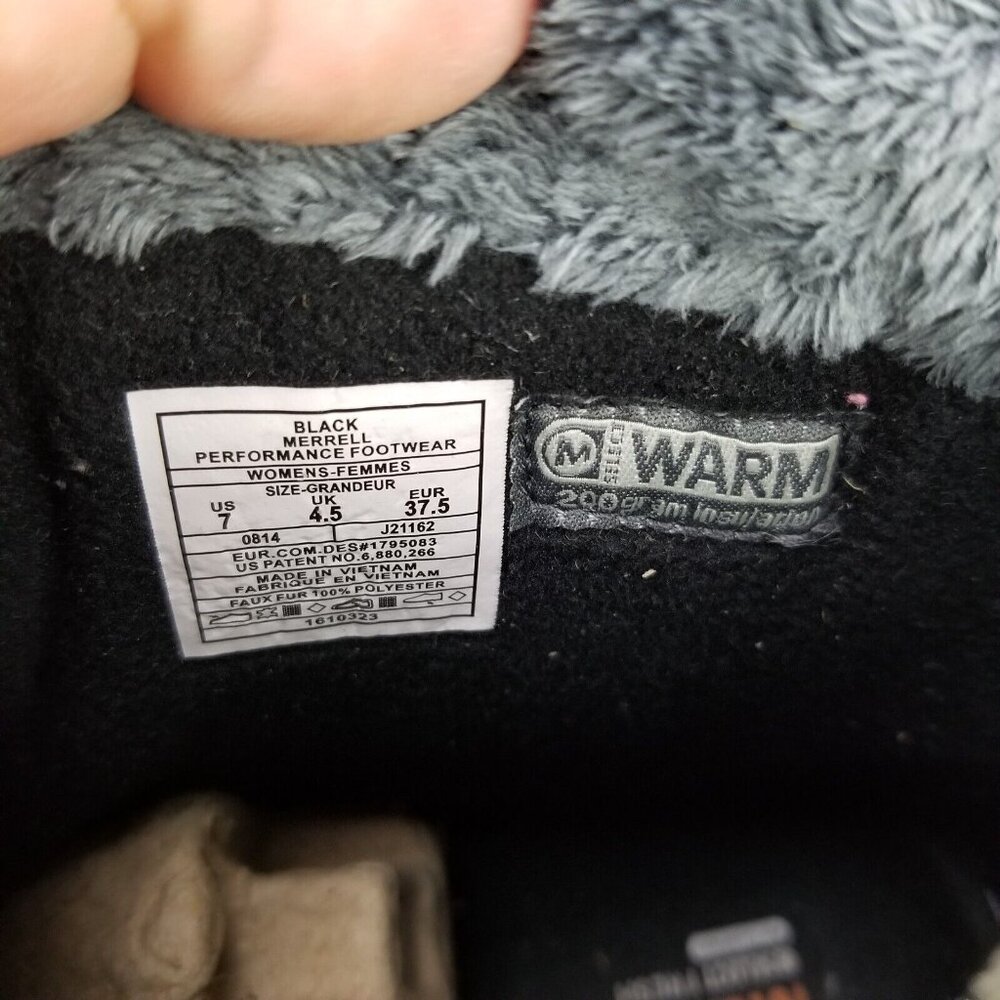 BLACK
MERRELL
PERFORMANCE FOOTWEAR
WOMENS-FEMMES
SIZE-GRANDEUR
US UK EUR
7 4.5 37.5
0814 J21162
EUR.COM.DES#1795083
US PATENT NO.6,880,266
MADE IN VIETNAM
FABRIQUE EN VIETNAM
FAUX FUR 100% POLYESTER
1610323
M SELECT WARM
200gram